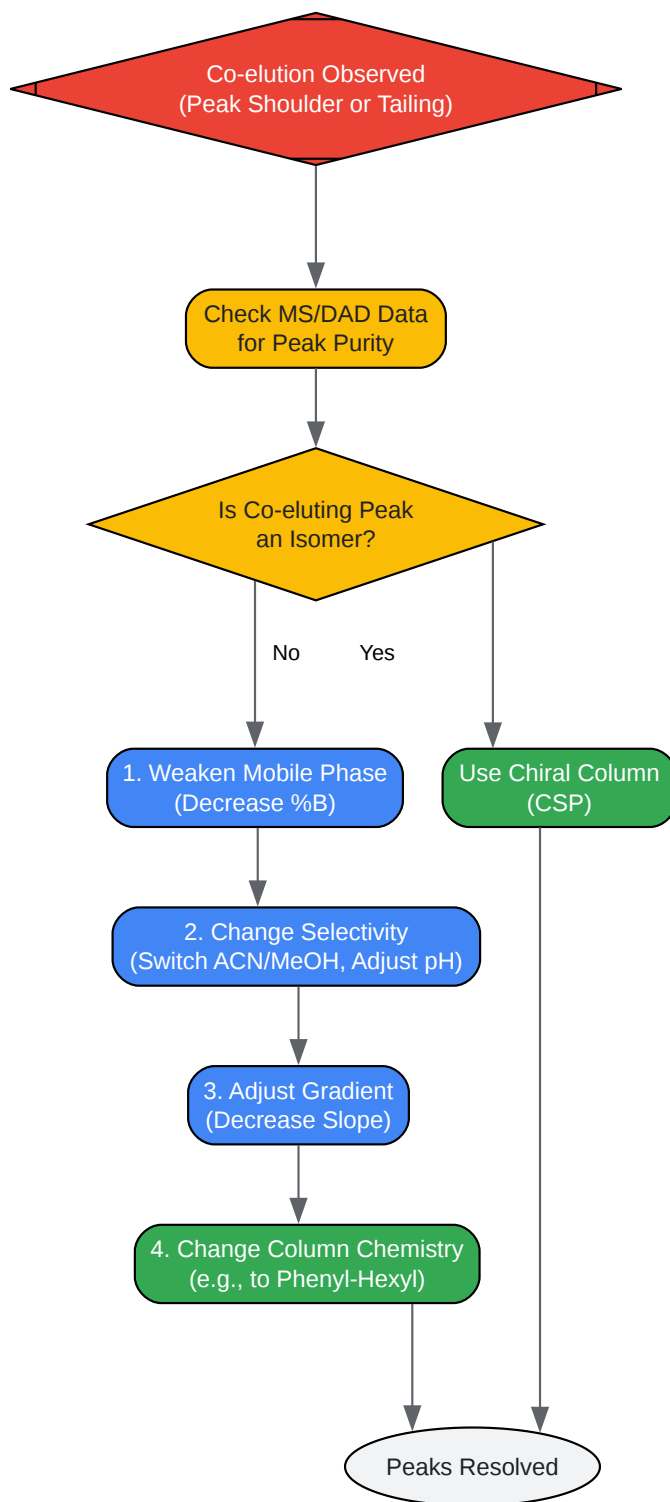 Co-elution Observed
(Peak Shoulder or Tailing)
Check MS/DAD Data
for Peak Purity
Is Co-eluting Peak
an Isomer?
No
Yes
1. Weaken Mobile Phase
(Decrease %B)
Use Chiral Column
(CSP)
2. Change Selectivity
(Switch ACN/MeOH, Adjust pH)
3. Adjust Gradient
(Decrease Slope)
4. Change Column Chemistry
(e.g., to Phenyl-Hexyl)
Peaks Resolved